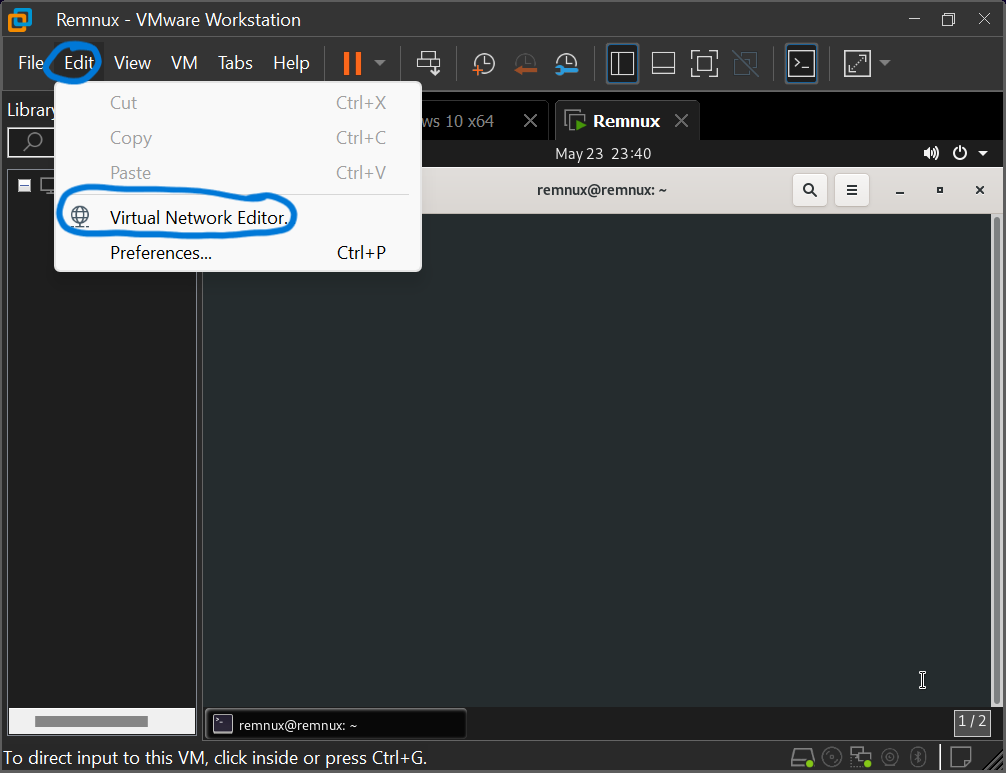 Remnux - VMware Workstation
File Edit View VM Tabs Help
Library
Cut Ctrl+X
Copy Ctrl+C
Paste Ctrl+V
Virtual Network Editor.
Preferences... Ctrl+P
ws 10 x64
Remnux
May 23 23:40
remnux@remnux: ~
remnux@remnux: ~
1 / 2
To direct input to this VM, click inside or press Ctrl+G.